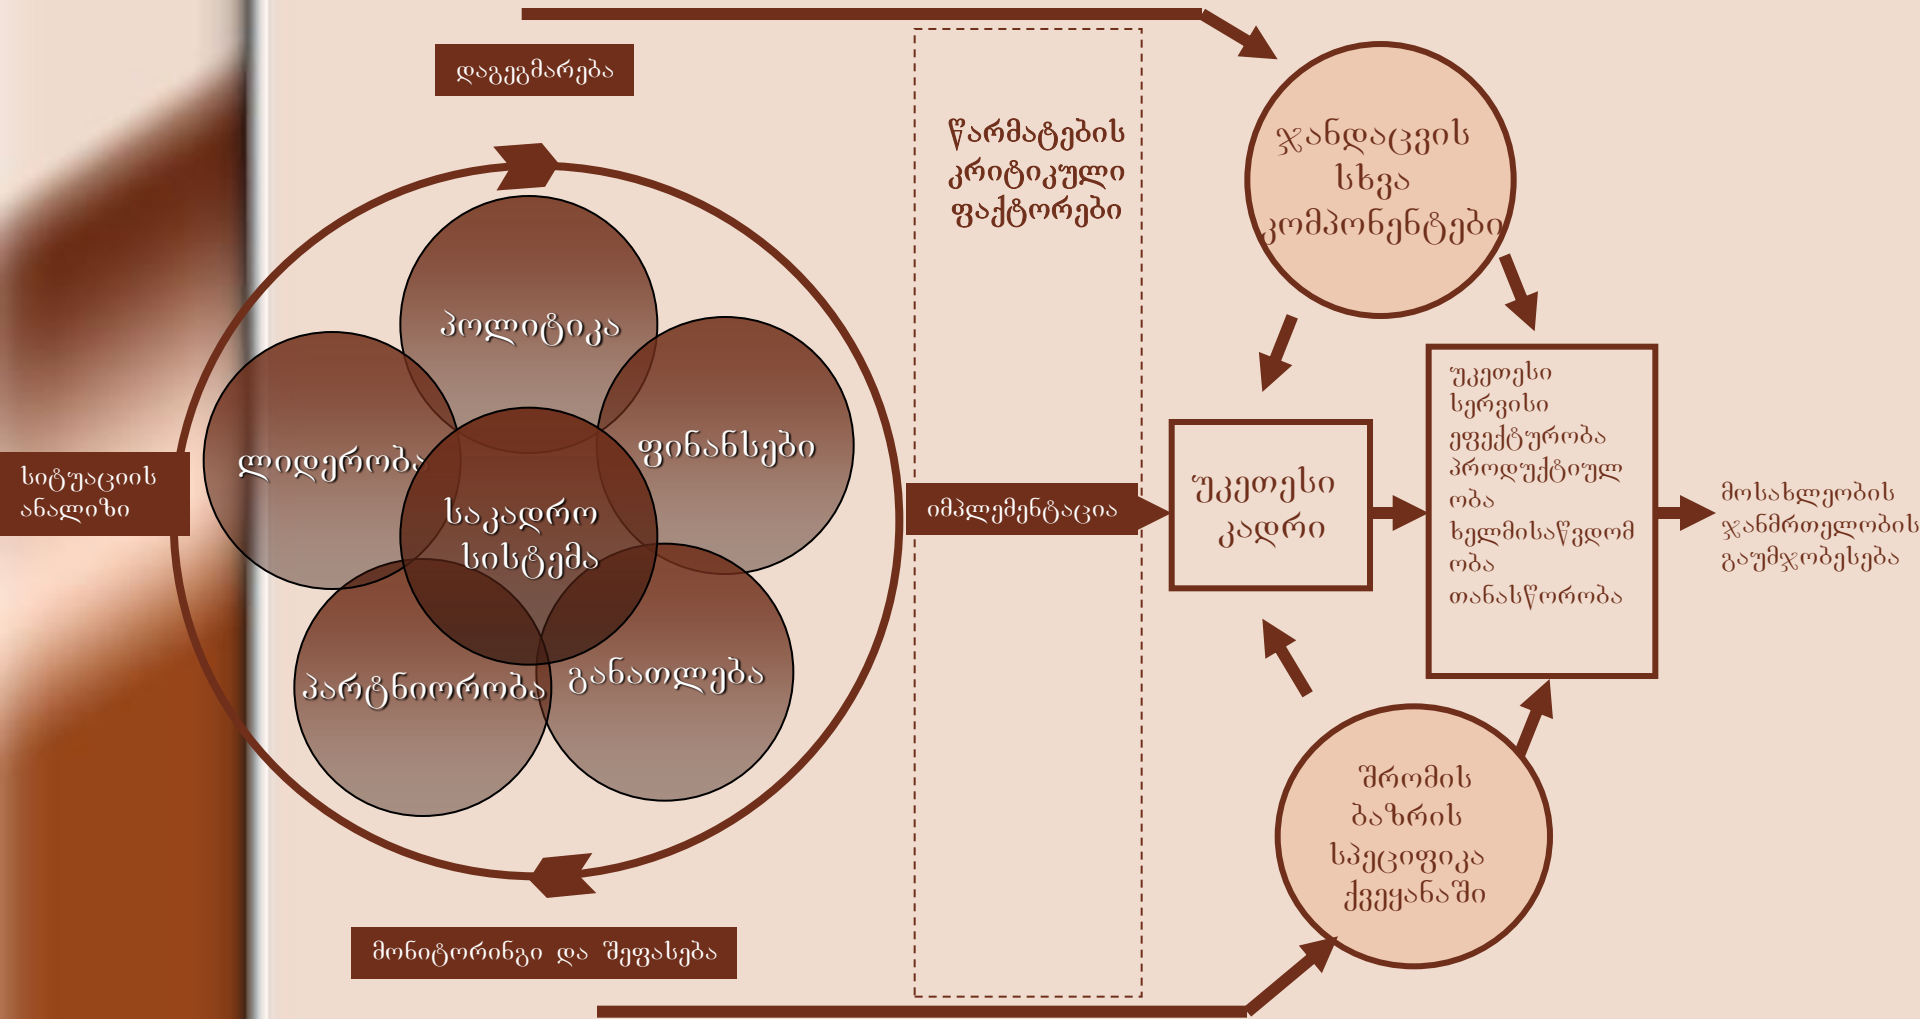 დაგეგმარება
წარმატების
კრიტიკული
ფაქტორები
ჯანდაცვის
სხვა
კომპონენტები
პოლიტიკა
ლიდერობა
ფინანსები
საკადრო
სისტემა
პარტნიორობა
განათლება
სიტუაციის
ანალიზი
იმპლემენტაცია
უკეთესი
კადრი
უკეთესი
სერვისი
ეფექტურობა
პროდუქტიულ
ობა
ხელმისაწვდომ
ობა
თანასწორობა
მოსახლეობის
ჯანმრთელობის
გაუმჯობესება
შრომის
ბაზრის
სპეციფიკა
ქვეყანაში
მონიტორინგი და შეფასება